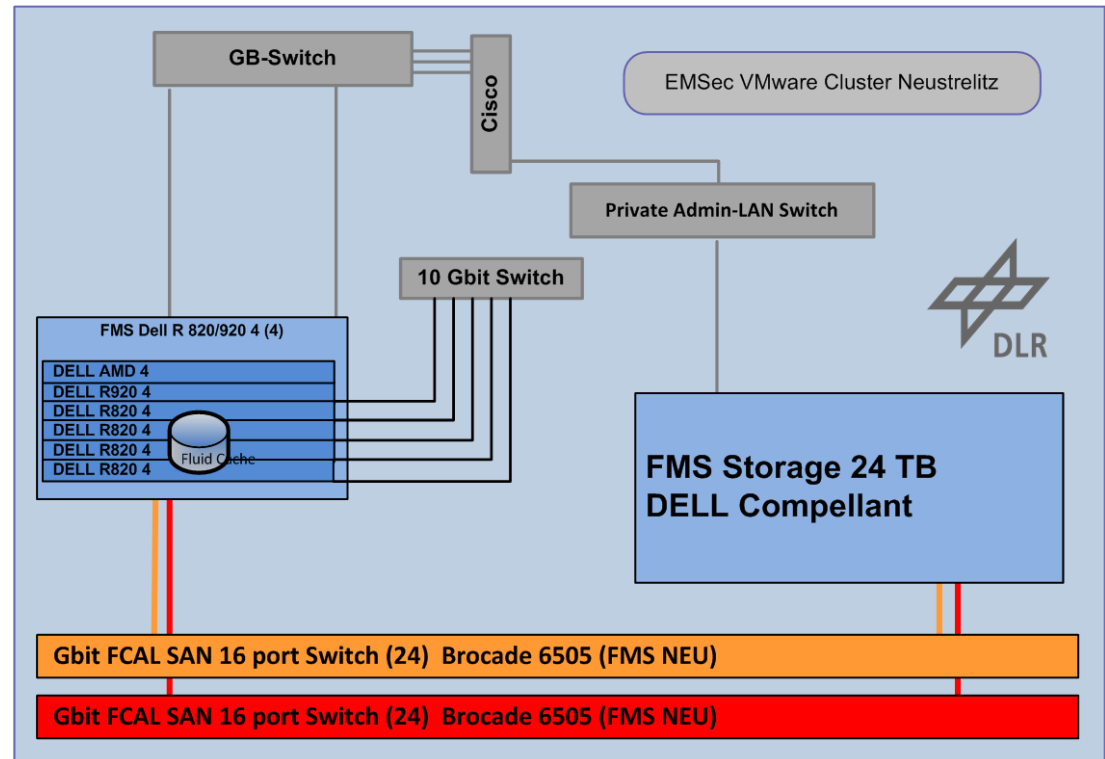 GB-Switch
Cisco
EMSec VMware Cluster Neustrelitz
Private Admin-LAN Switch
10 Gbit Switch
DLR
FMS Dell R 820/920 4 (4)
DELL AMD 4
DELL R920 4
DELL R820 4
DELL R820 4
DELL R820 4
DELL R820 4
Fluid Cache
FMS Storage 24 TB
DELL Compellant
Gbit FCAL SAN 16 port Switch (24) Brocade 6505 (FMS NEU)
Gbit FCAL SAN 16 port Switch (24) Brocade 6505 (FMS NEU)